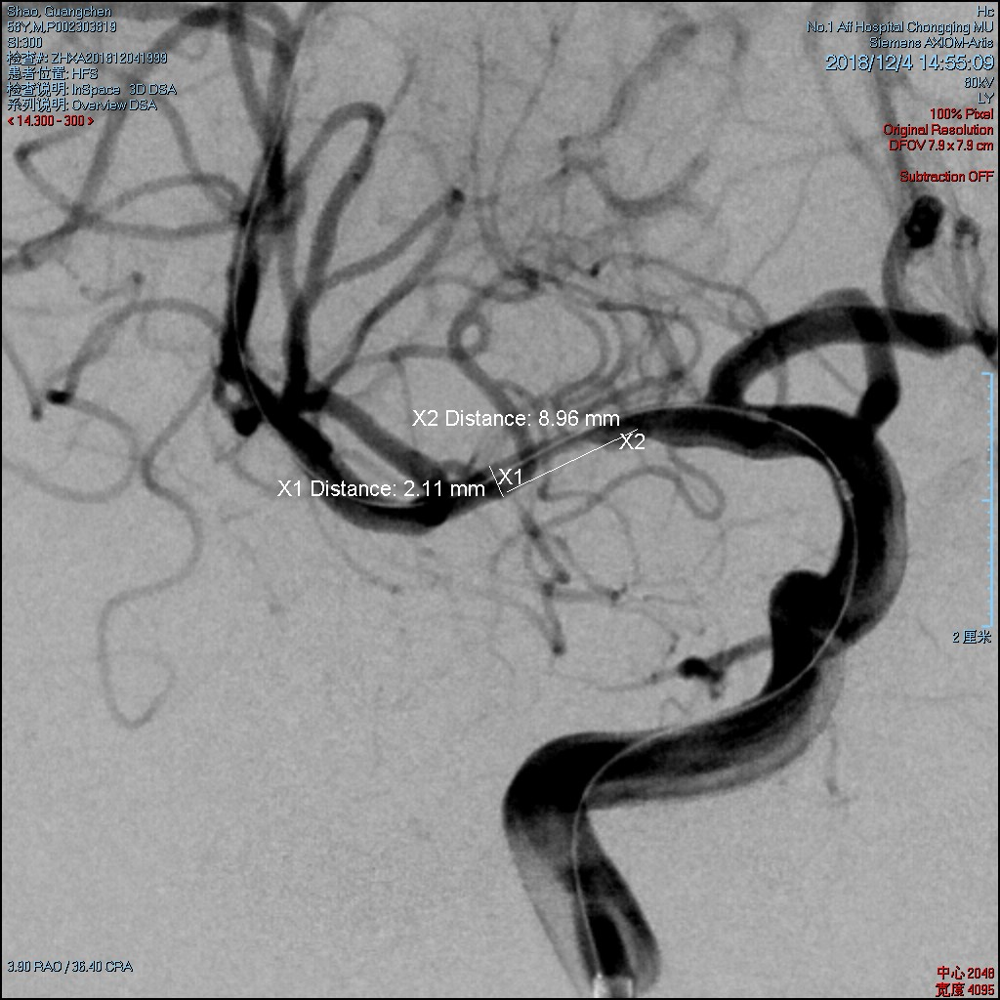 Shao, Guangchen
58Y,M,P002303819
SI:300
检查#: ZHXA201812041999
患者位置: HFS
检查说明: InSpace 3D DSA
系列说明: Overview DSA
< 14.300 - 300 >
Hc
No.1 Aff Hospital Chongqing MU
Siemens AXIOM-Artis
2018/12/4 14:55:09
80kV
LY
100% Pixel
Original Resolution
DFOV 7.9 x 7.9 cm
Subtraction OFF
X2 Distance: 8.96 mm
X2
X1
X1 Distance: 2.11 mm
2 厘米
3.90 RAO / 36.40 CRA
中心 2048
宽度 4095